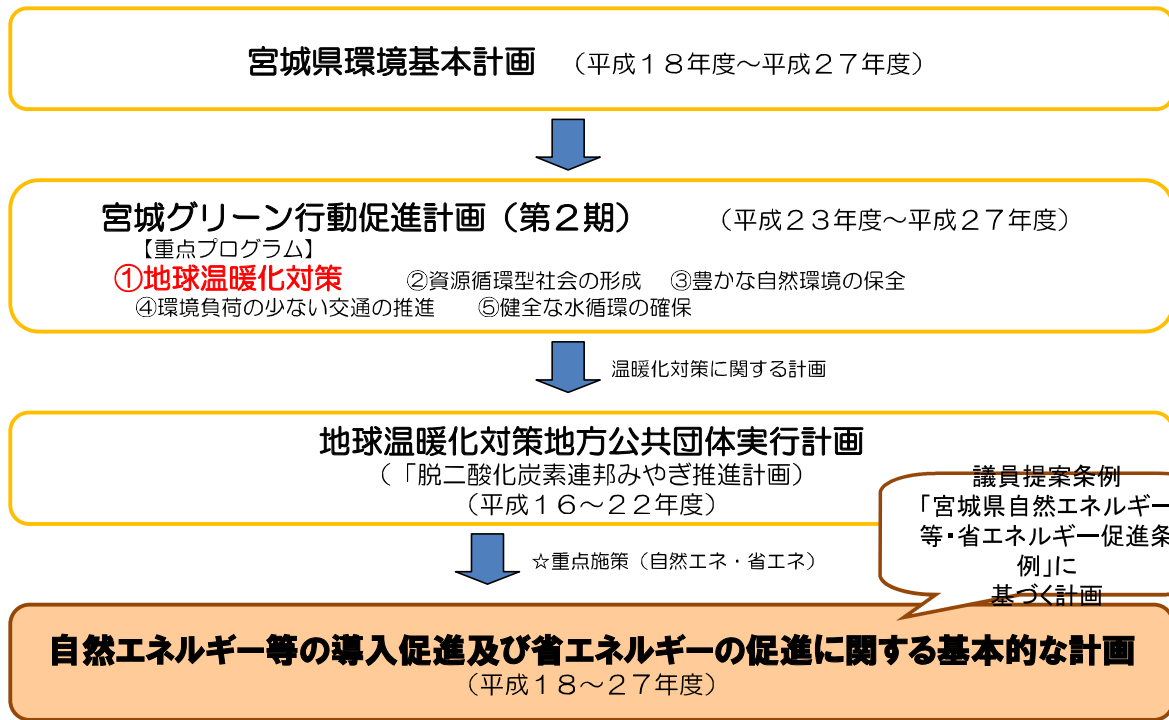 宮城県環境基本計画　（平成１８年度～平成２７年度）
宮城グリーン行動促進計画（第２期）　（平成２３年度～平成２７年度）
【重点プログラム】
①地球温暖化対策　②資源循環型社会の形成　③豊かな自然環境の保全
④環境負荷の少ない交通の推進　⑤健全な水循環の確保
温暖化対策に関する計画
地球温暖化対策地方公共団体実行計画
（「脱二酸化炭素連邦みやぎ推進計画）
（平成１６～２２年度）
議員提案条例
「宮城県自然エネルギー
等・省エネルギー促進条
例」に
基づく計画
☆重点施策（自然エネ・省エネ）
自然エネルギー等の導入促進及び省エネルギーの促進に関する基本的な計画
（平成１８～２７年度）